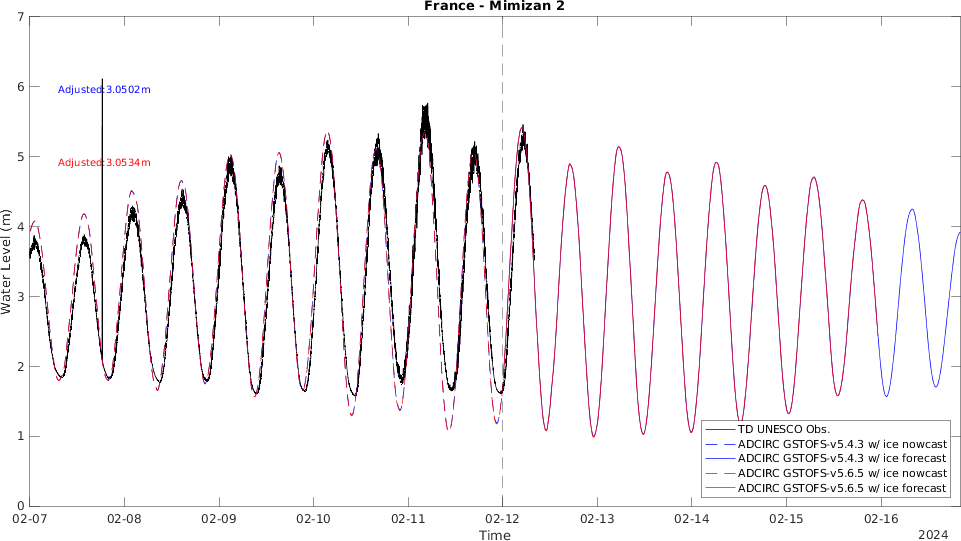 France - Mimizan 2
7
6
5
4
3
2
1
0
Water Level (m)
Adjusted:3.0502m
Adjusted:3.0534m
TD UNESCO Obs.
ADCIRC GSTOFS-v5.4.3 w/ ice nowcast
ADCIRC GSTOFS-v5.4.3 w/ ice forecast
ADCIRC GSTOFS-v5.6.5 w/ ice nowcast
ADCIRC GSTOFS-v5.6.5 w/ ice forecast
02-07 02-08 02-09 02-10 02-11 02-12 02-13 02-14 02-15 02-16
Time
2024